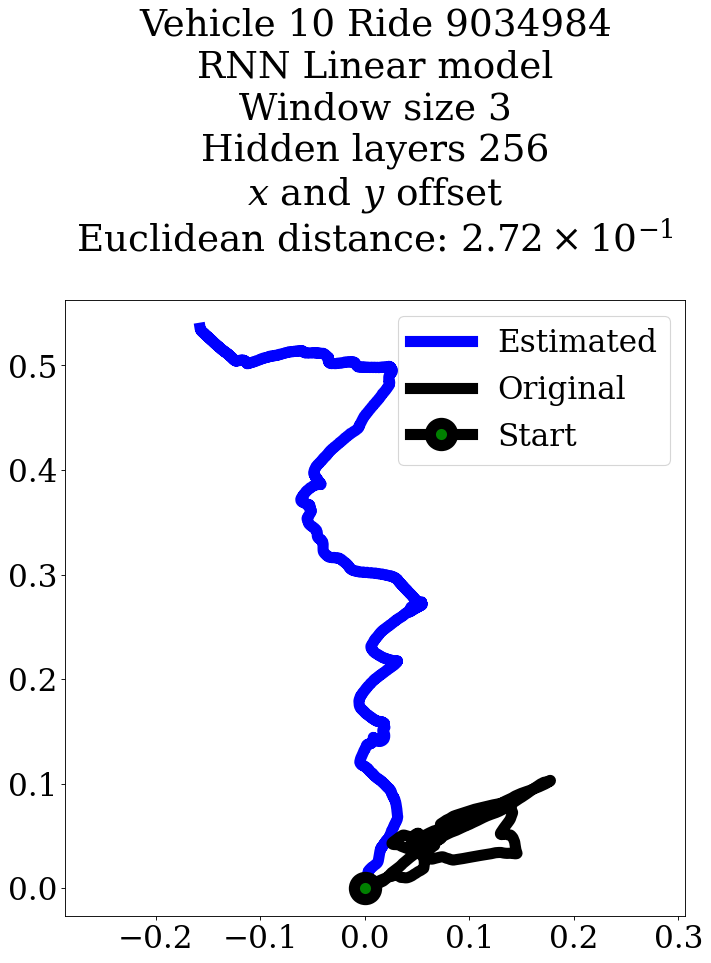 Vehicle 10 Ride 9034984
RNN Linear model
Window size 3
Hidden layers 256
x and y offset
Euclidean distance: 2.72 × 10⁻¹
Estimated
Original
Start
0.5
0.4
0.3
0.2
0.1
0.0
−0.2 −0.1 0.0 0.1 0.2 0.3